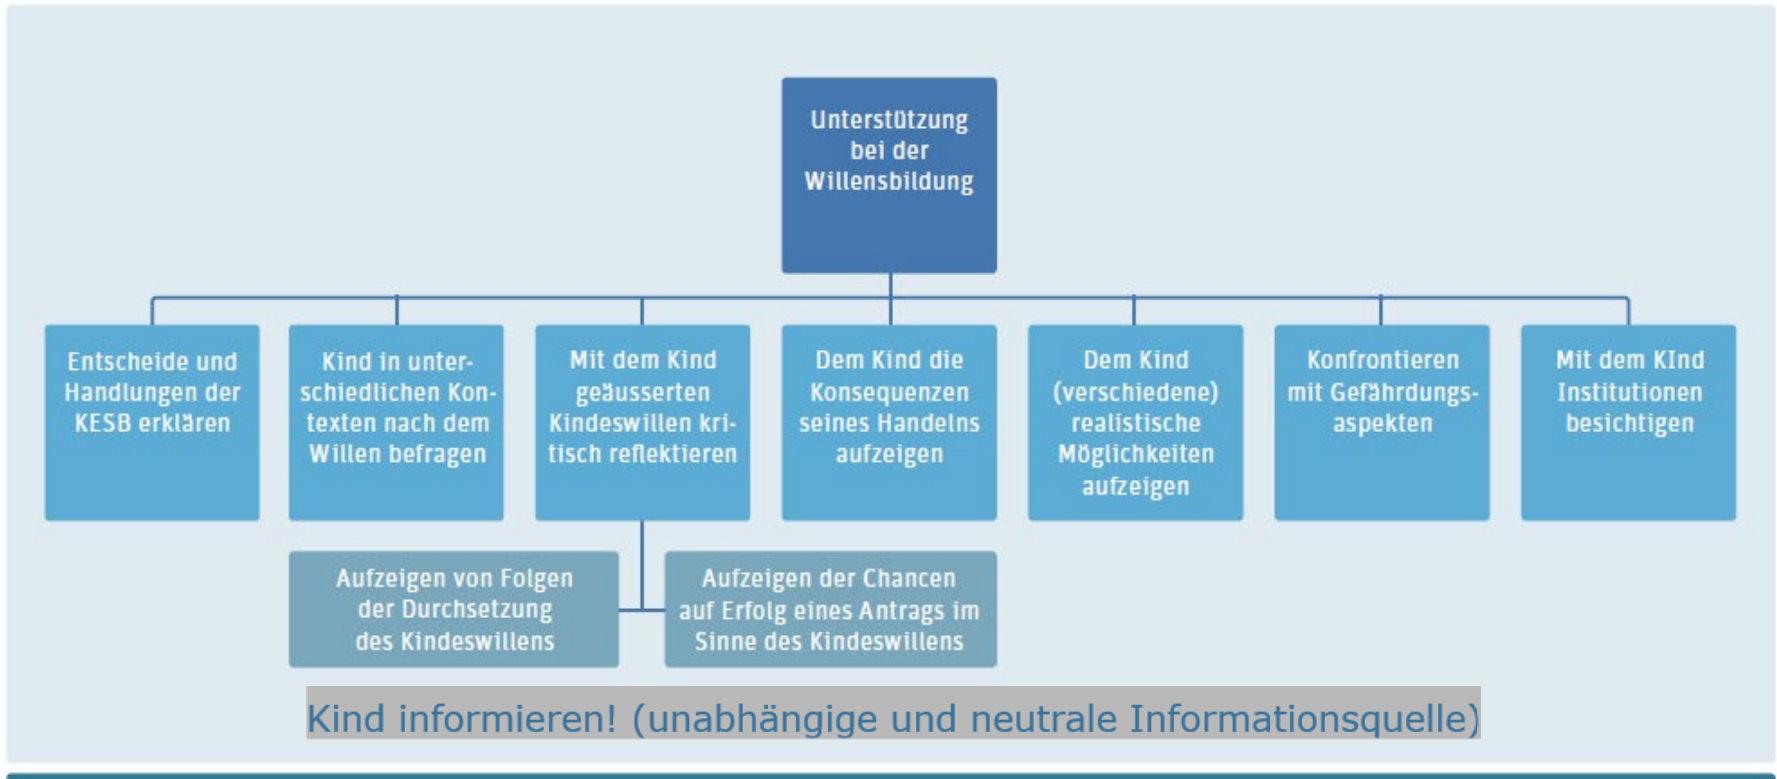 Unterstützung
bei der
Willensbildung
Entscheide und
Handlungen der
KESB erklären
Kind in unter-
schiedlichen Kon-
texten nach dem
Willen befragen
Mit dem Kind
geäusserten
Kindeswillen kri-
tisch reflektieren
Dem Kind die
Konsequenzen
seines Handelns
aufzeigen
Dem Kind
(verschiedene)
realistische
Möglichkeiten
aufzeigen
Konfrontieren
mit Gefährdungs-
aspekten
Mit dem KInd
Institutionen
besichtigen
Aufzeigen von Folgen
der Durchsetzung
des Kindeswillens
Aufzeigen der Chancen
auf Erfolg eines Antrags im
Sinne des Kindeswillens
Kind informieren! (unabhängige und neutrale Informationsquelle)